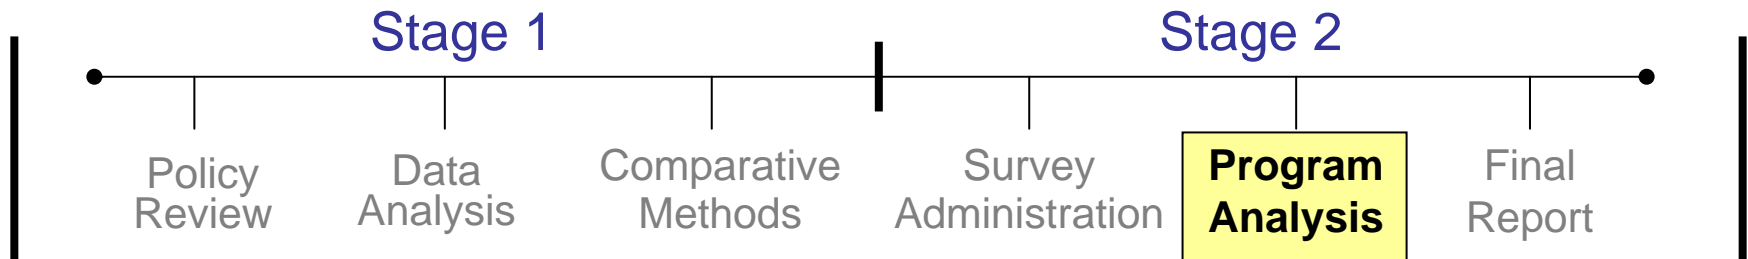 Stage 1
Stage 2
Policy
Review
Data
Analysis
Comparative
Methods
Survey
Administration
Program
Analysis
Final
Report